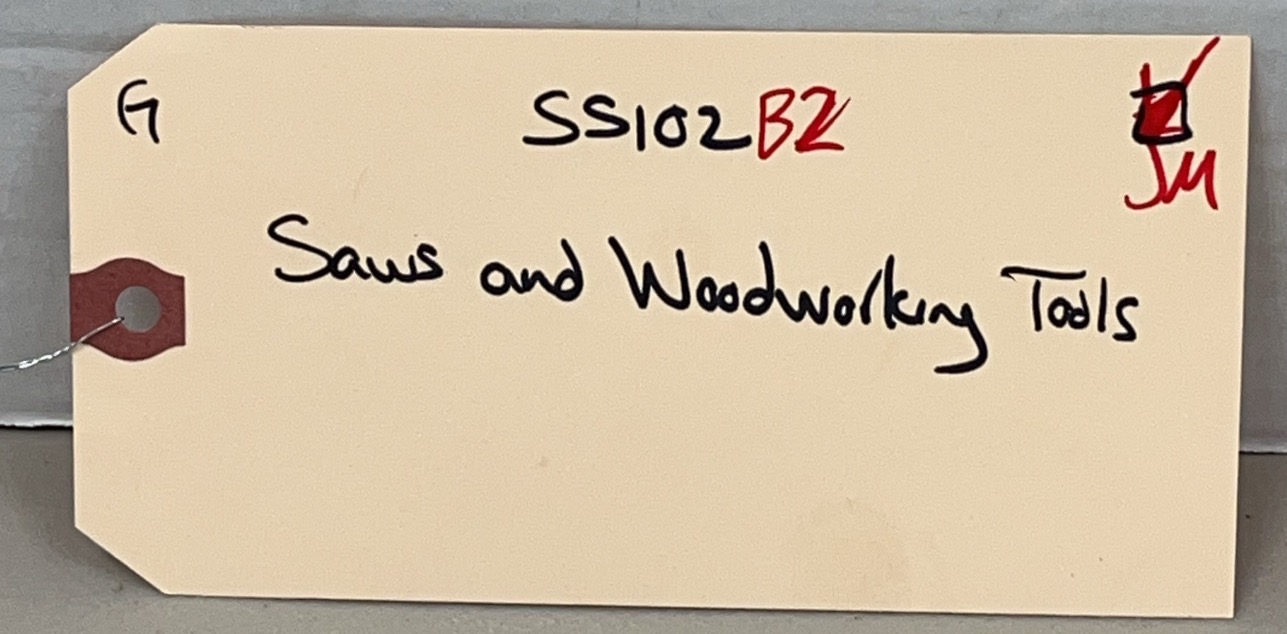 G
SS102B2
JM
Saws and Woodworking Tools